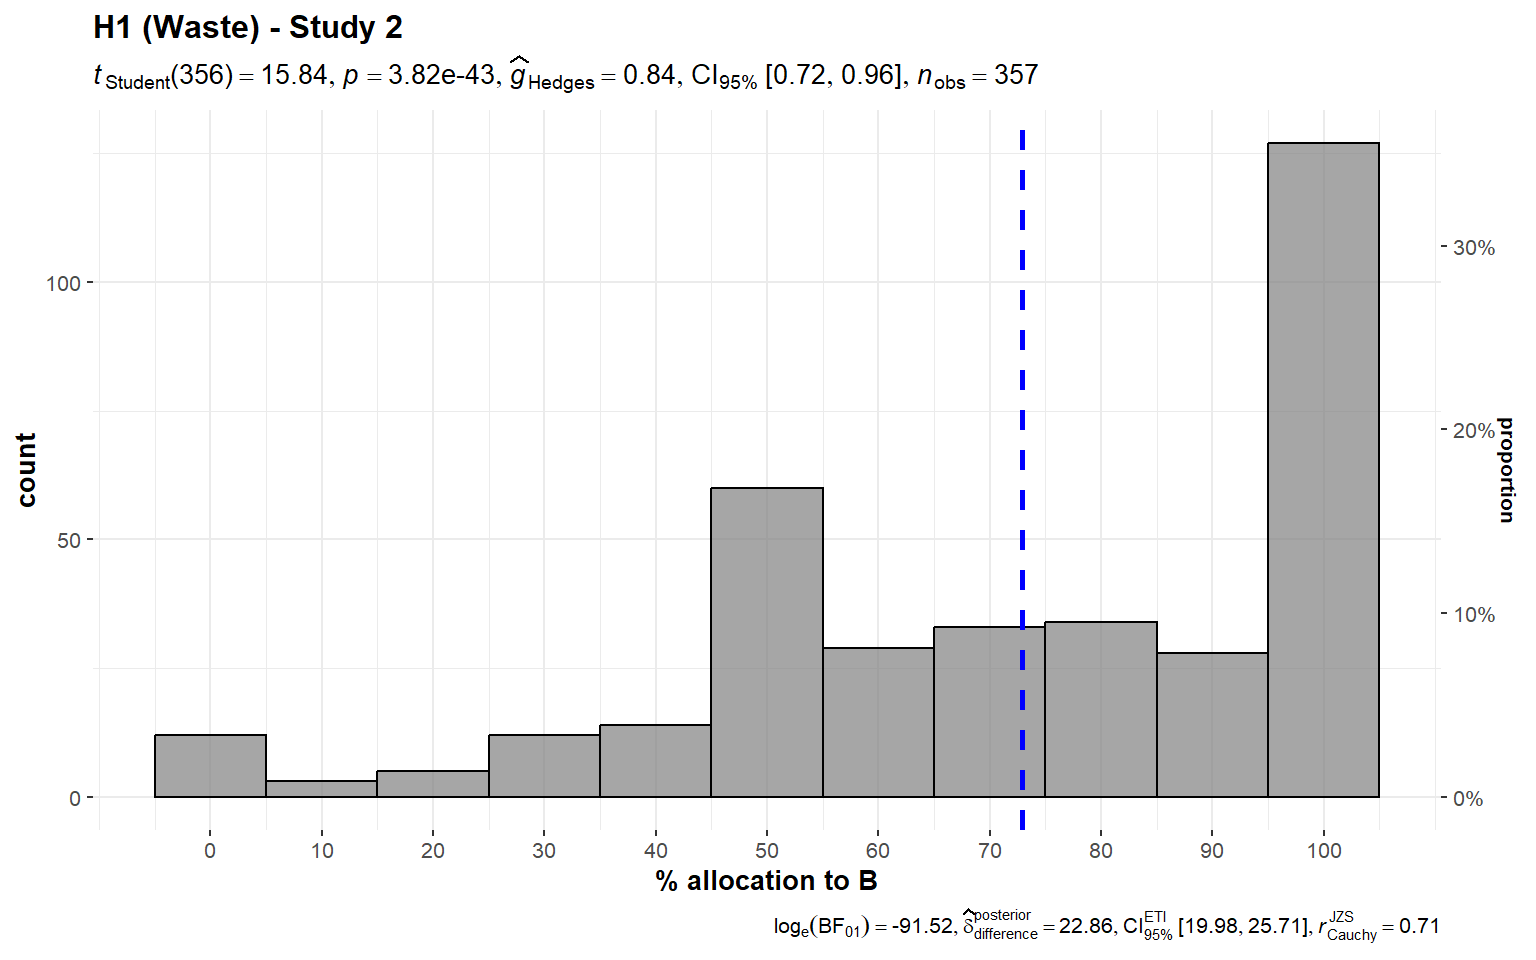 H1 (Waste) - Study 2
t Student(356) = 15.84, p = 3.82e-43, ĝ Hedges = 0.84, CI95% [0.72, 0.96], nobs = 357
count
100
50
0
30%
20%
10%
0%
proportion
0 10 20 30 40 50 60 70 80 90 100
% allocation to B
loge(BF01) = -91.52, δ̂ posterior difference = 22.86, CI ETI 95% [19.98, 25.71], r JZS Cauchy = 0.71